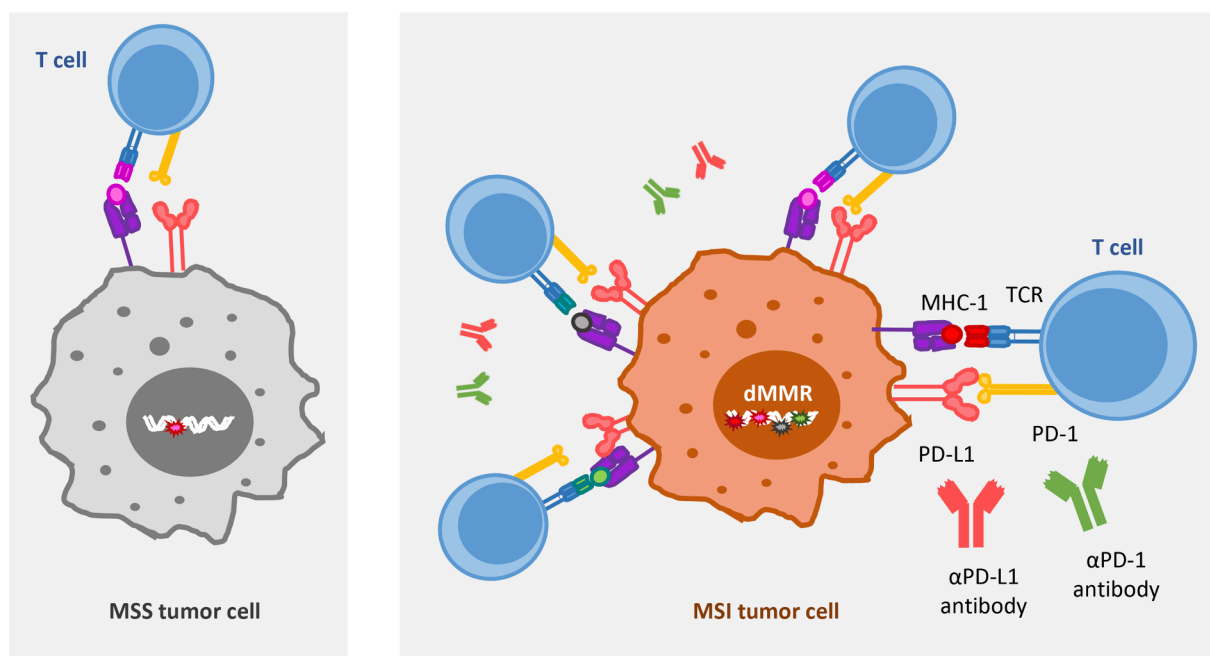 T cell
MSS tumor cell
T cell
MHC-1
TCR
dMMR
PD-1
PD-L1
αPD-L1
antibody
αPD-1
antibody
MSI tumor cell